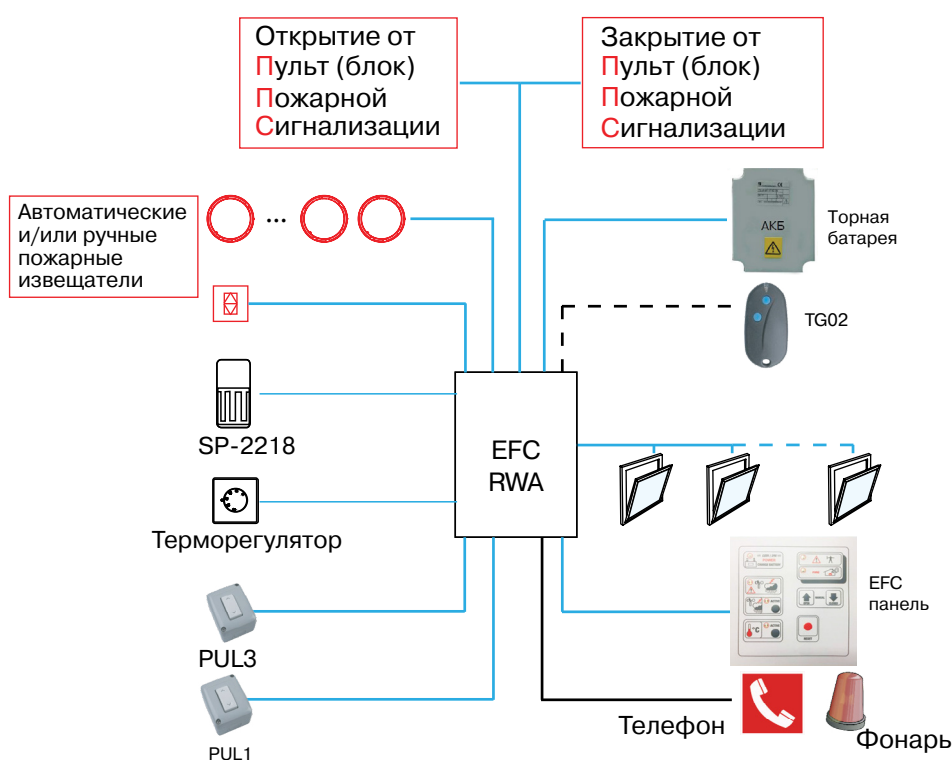 Открытие от
Пульт (блок)
Пожарной
Сигнализации
Закрытие от
Пульт (блок)
Пожарной
Сигнализации
Автоматические
и/или ручные
пожарные
извещатели
...
АКБ
Торная
батарея
TG02
SP-2218
EFC
RWA
Терморегулятор
EFC
панель
°C
RESET
PUL3
PUL1
Телефон
Фонарь